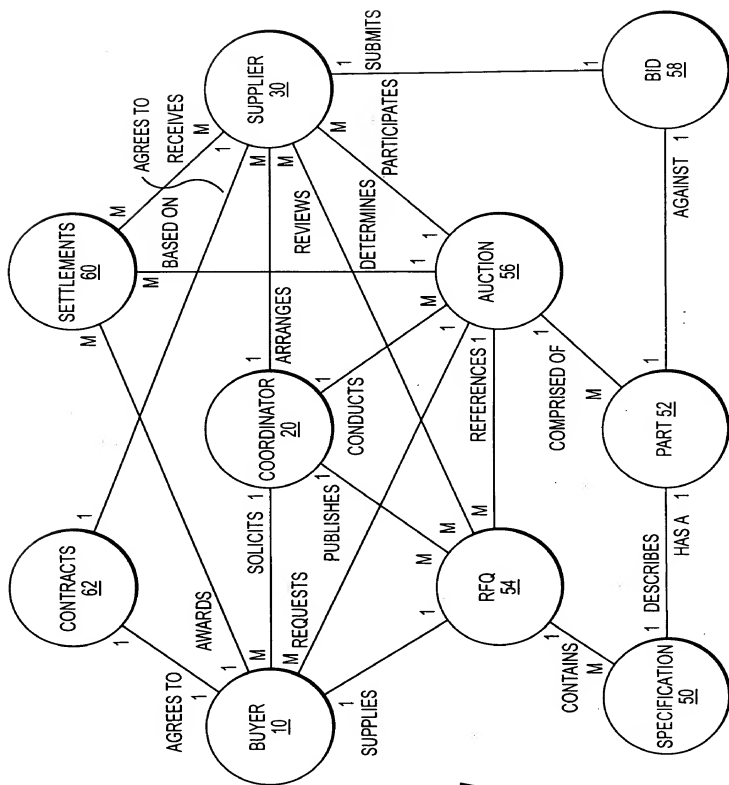 SUPPLIER
30
1
SUBMITS
1
BID
58
M
RECEIVES
AGREES TO
1
M
M
M
PARTICIPATES
REVIEWS
M
BASED ON
SETTLEMENTS
60
M
M
DETERMINES
1
1
AUCTION
56
M
1
1
AGAINST
1
1
ARRANGES
COORDINATOR
20
1
CONDUCTS
REFERENCES 1
COMPRISED OF
M
PART 52
1
1
SOLICITS
1
PUBLISHES
CONTRACTS
62
1
1
M
M
M
RFQ
54
1
1
HAS A
DESCRIBES
1
AWARDS
1
M
M
REQUESTS
AGREES TO
1
BUYER
10
1
SUPPLIES
CONTAINS
M
SPECIFICATION
50